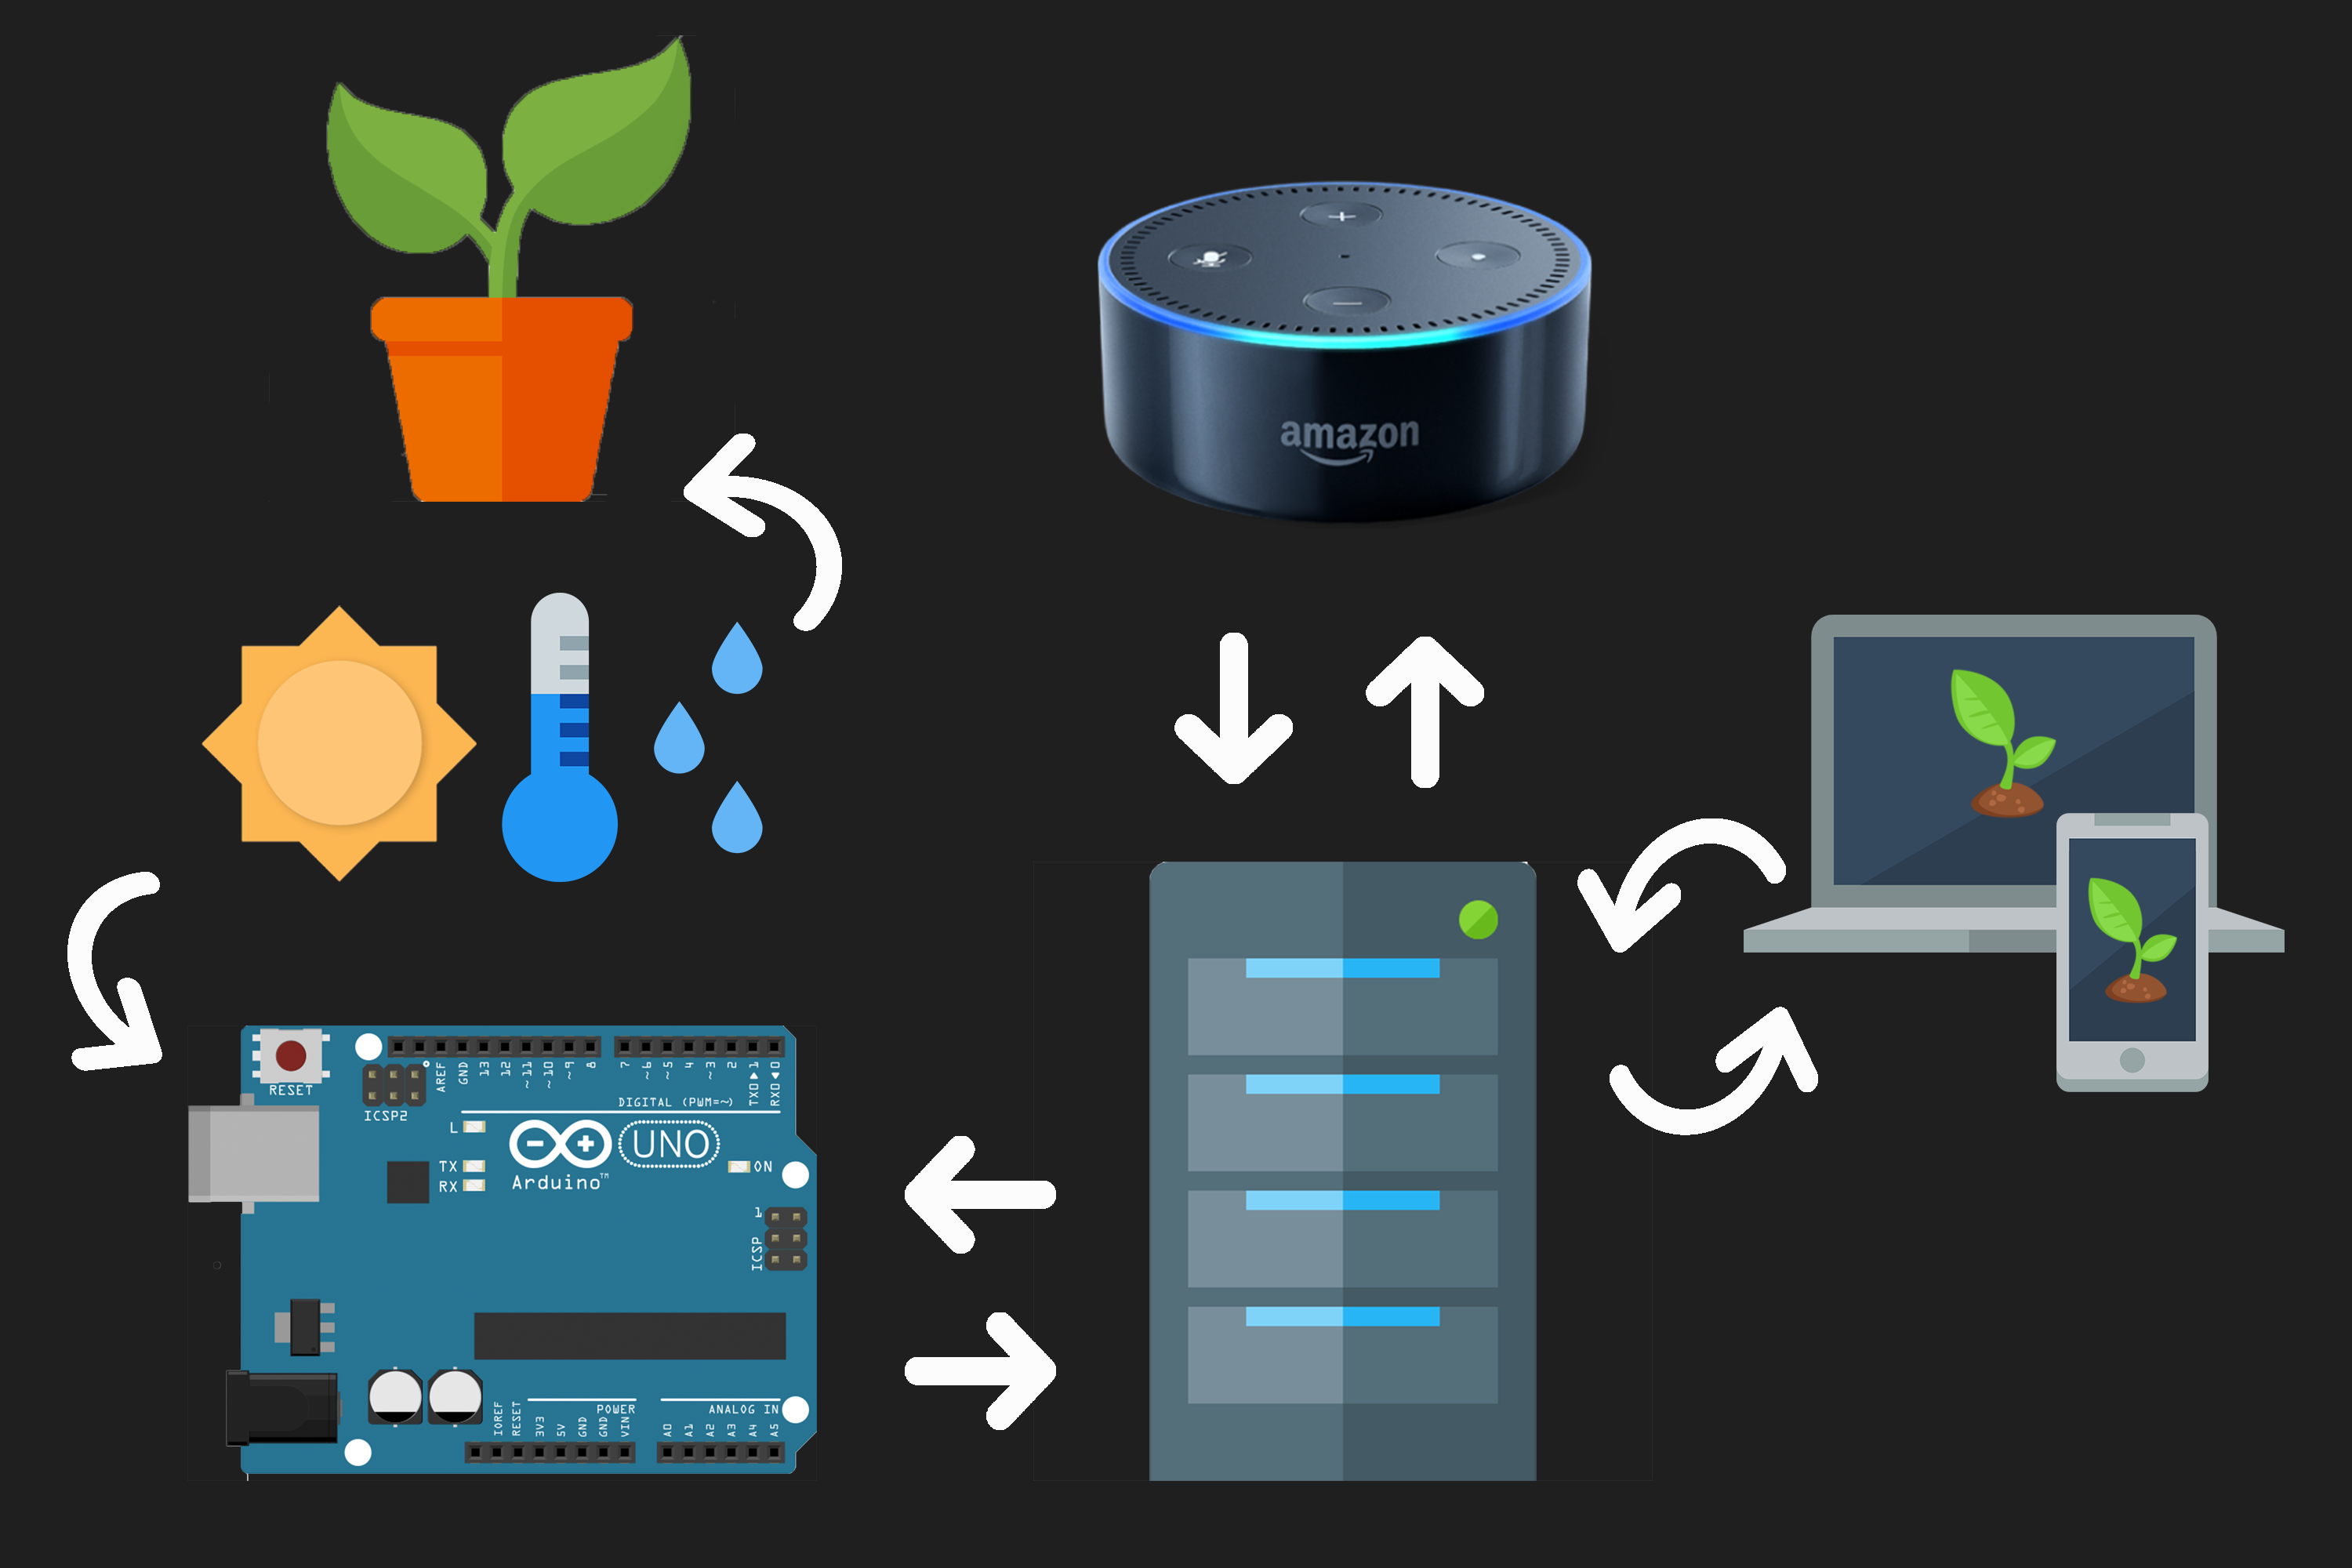 amazon
RESET
ICSP2
AREF
GND
13
12
~11
~10
~9
8
7
~6
~5
4
~3
2
TX0▶1
RX0◀0
DIGITAL (PWM=~)
L
TX
RX
UNO
Arduino™
ON
1
ICSP
POWER
ANALOG IN
IOREF
RESET
3V3
5V
GND
GND
VIN
A0
A1
A2
A3
A4
A5